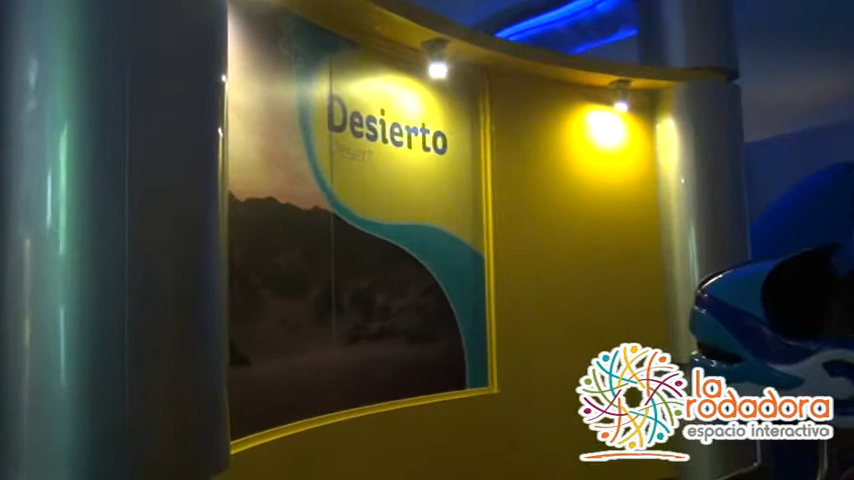 Desierto
Desert
la
rodadora
espacio interactivo